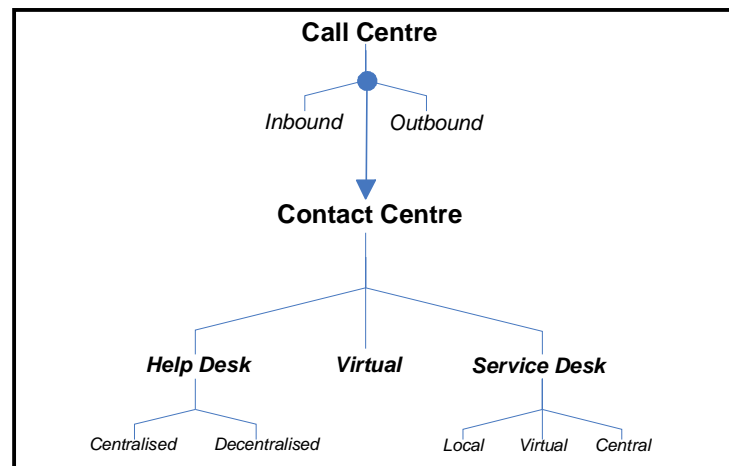 Call Centre
Inbound Outbound
Contact Centre
Help Desk Virtual Service Desk
Centralised Decentralised Local Virtual Central